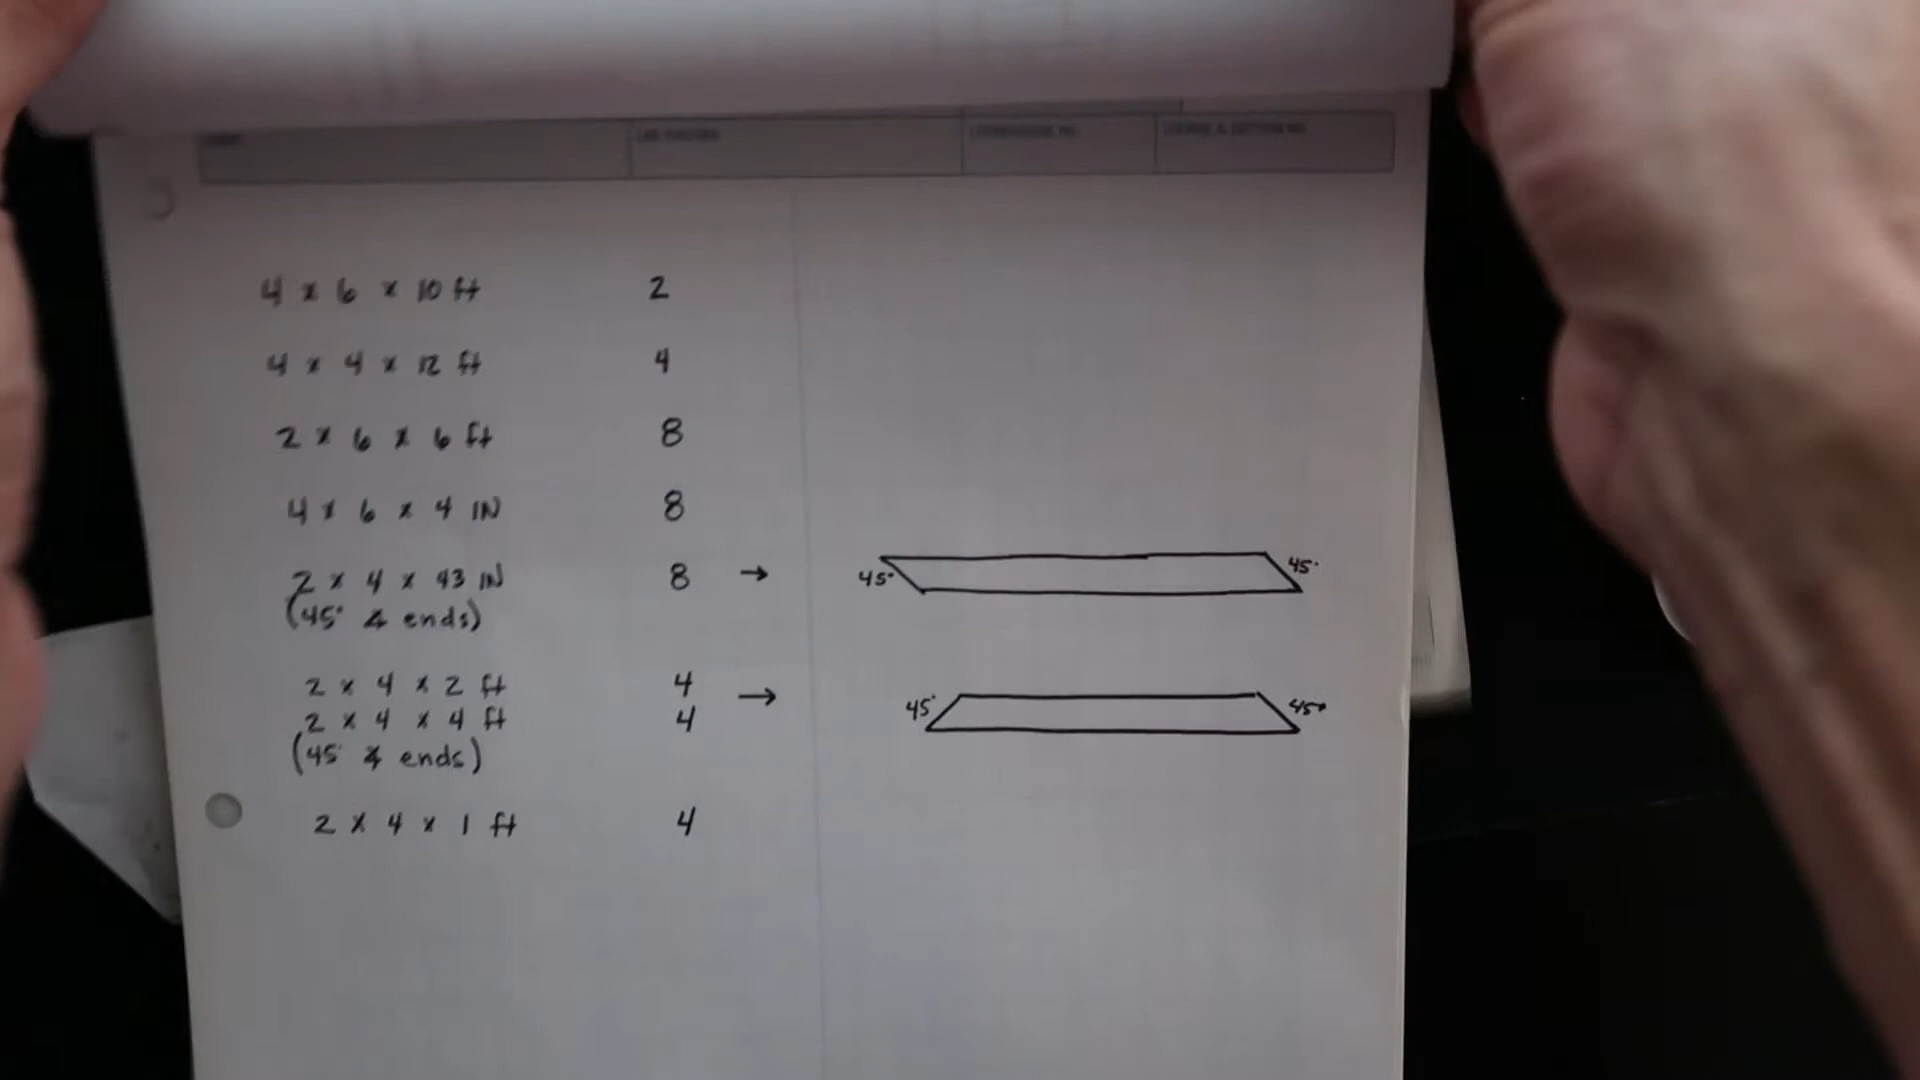 4 x 6 x 10 ft 2
4 x 4 x 12 ft 4
2 x 6 x 6 ft 8
4 x 6 x 4 IN 8
2 x 4 x 43 IN 8 →
(45° ∡ ends)
45° 45°
2 x 4 x 2 ft 4 →
2 x 4 x 4 ft 4
(45° ∡ ends)
45° 45°
2 x 4 x 1 ft 4